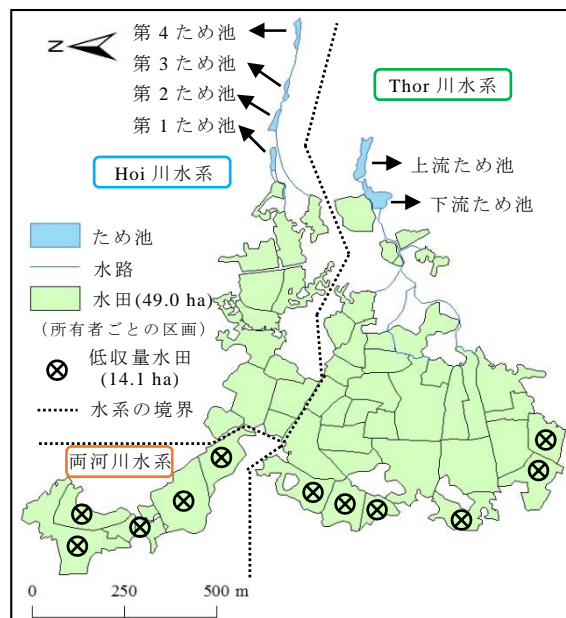 第 4 ため池
第 3 ため池
第 2 ため池
第 1 ため池
N
Thor 川水系
上流ため池
下流ため池
Hoi 川水系
ため池
水路
水田(49.0 ha)
(所有者ごとの区画)
低収量水田
(14.1 ha)
水系の境界
両河川水系
0 250 500 m